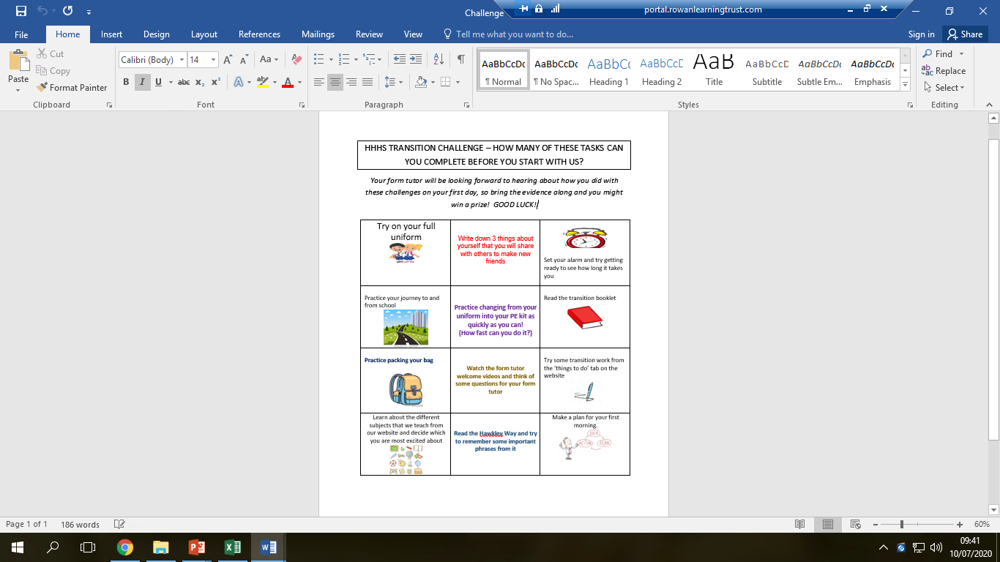 Challenge
portal.rowanlearningtrust.com
File Home Insert Design Layout References Mailings Review View Tell me what you want to do... Sign in Share
Paste
Cut
Copy
Format Painter
Clipboard
Calibri (Body) 14
Aa
B I U abc x₂ x² A ab A
Font
Paragraph
AaBbCcDc AaBbCcDc AaBbCc AaBbCcD AaB AaBbCcD AaBbCcDc AaBbCcDc
¶ Normal ¶ No Spac... Heading 1 Heading 2 Title Subtitle Subtle Em... Emphasis
Styles
Find
Replace
Select
Editing
HHHS TRANSITION CHALLENGE – HOW MANY OF THESE TASKS CAN
YOU COMPLETE BEFORE YOU START WITH US?
Your form tutor will be looking forward to hearing about how you did with
these challenges on your first day, so bring the evidence along and you might
win a prize! GOOD LUCK!!
Try on your full
uniform
Write down 3 things about
yourself that you will share
with others to make new
friends
Set your alarm and try getting
ready to see how long it takes
you
Practice your journey to and
from school
Practice changing from your
uniform into your PE kit as
quickly as you can!
(How fast can you do it?)
Read the transition booklet
Practice packing your bag
Watch the form tutor
welcome videos and think of
some questions for your form
tutor
Try some transition work from
the ‘things to do’ tab on the
website
Learn about the different
subjects that we teach from
our website and decide which
you are most excited about
Read the Hawkley Way and try
to remember some important
phrases from it
Make a plan for your first
morning.
IDEA
ACTION PLAN
Page 1 of 1 186 words
60%
09:41
10/07/2020